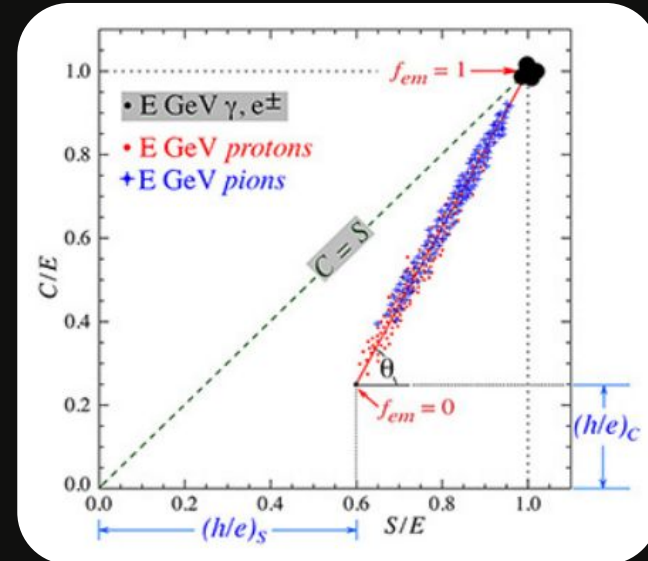 1.0
0.8
0.6
0.4
0.2
0.0
C/E
f_em = 1
• E GeV γ, e±
• E GeV protons
+ E GeV pions
C = S
θ
f_em = 0
(h/e)_C
0.0 0.2 0.4 0.6 0.8 1.0
(h/e)_S
S/E